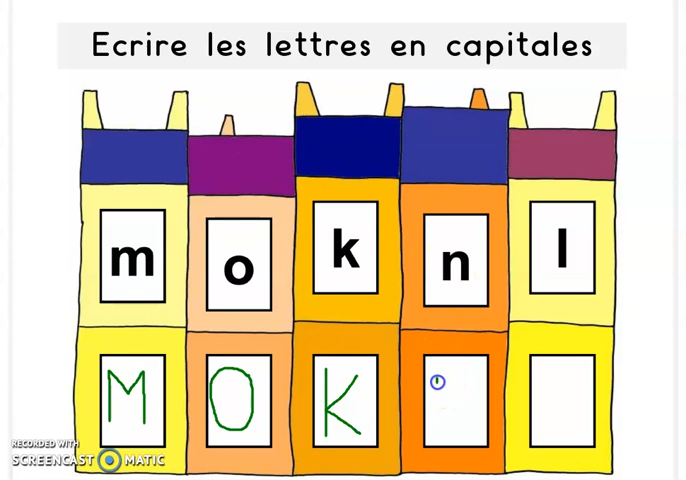 Ecrire les lettres en capitales
m o k n l
M O K
RECORDED WITH
SCREENCAST MATIC